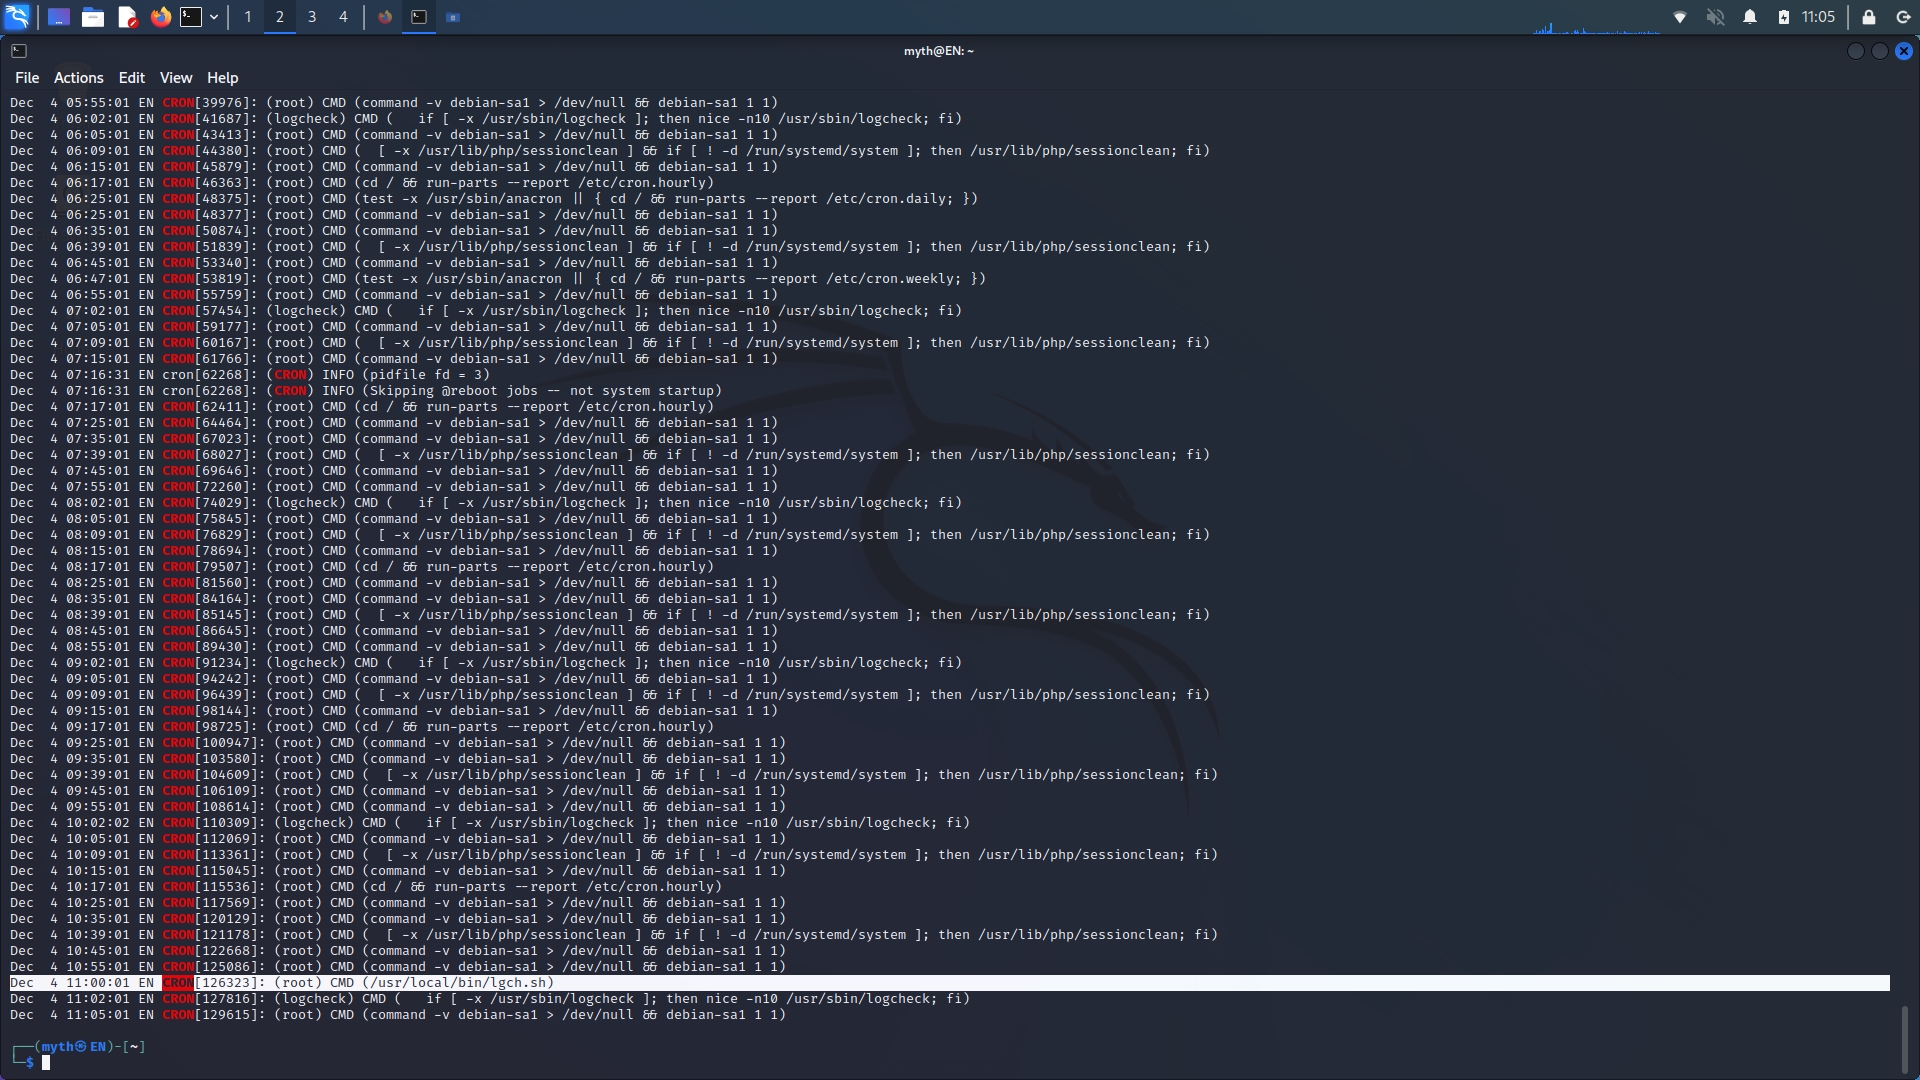 1 2 3 4 11:05
myth@EN: ~
File Actions Edit View Help
Dec  4 05:55:01 EN CRON[39976]: (root) CMD (command -v debian-sa1 > /dev/null && debian-sa1 1 1)
Dec  4 06:02:01 EN CRON[41687]: (logcheck) CMD (   if [ -x /usr/sbin/logcheck ]; then nice -n10 /usr/sbin/logcheck; fi)
Dec  4 06:05:01 EN CRON[43413]: (root) CMD (command -v debian-sa1 > /dev/null && debian-sa1 1 1)
Dec  4 06:09:01 EN CRON[44380]: (root) CMD (  [ -x /usr/lib/php/sessionclean ] && if [ ! -d /run/systemd/system ]; then /usr/lib/php/sessionclean; fi)
Dec  4 06:15:01 EN CRON[45879]: (root) CMD (command -v debian-sa1 > /dev/null && debian-sa1 1 1)
Dec  4 06:17:01 EN CRON[46363]: (root) CMD (cd / && run-parts --report /etc/cron.hourly)
Dec  4 06:25:01 EN CRON[48375]: (root) CMD (test -x /usr/sbin/anacron || { cd / && run-parts --report /etc/cron.daily; })
Dec  4 06:25:01 EN CRON[48377]: (root) CMD (command -v debian-sa1 > /dev/null && debian-sa1 1 1)
Dec  4 06:35:01 EN CRON[50874]: (root) CMD (command -v debian-sa1 > /dev/null && debian-sa1 1 1)
Dec  4 06:39:01 EN CRON[51839]: (root) CMD (  [ -x /usr/lib/php/sessionclean ] && if [ ! -d /run/systemd/system ]; then /usr/lib/php/sessionclean; fi)
Dec  4 06:45:01 EN CRON[53340]: (root) CMD (command -v debian-sa1 > /dev/null && debian-sa1 1 1)
Dec  4 06:47:01 EN CRON[53819]: (root) CMD (test -x /usr/sbin/anacron || { cd / && run-parts --report /etc/cron.weekly; })
Dec  4 06:55:01 EN CRON[55759]: (root) CMD (command -v debian-sa1 > /dev/null && debian-sa1 1 1)
Dec  4 07:02:01 EN CRON[57454]: (logcheck) CMD (   if [ -x /usr/sbin/logcheck ]; then nice -n10 /usr/sbin/logcheck; fi)
Dec  4 07:05:01 EN CRON[59177]: (root) CMD (command -v debian-sa1 > /dev/null && debian-sa1 1 1)
Dec  4 07:09:01 EN CRON[60167]: (root) CMD (  [ -x /usr/lib/php/sessionclean ] && if [ ! -d /run/systemd/system ]; then /usr/lib/php/sessionclean; fi)
Dec  4 07:15:01 EN CRON[61766]: (root) CMD (command -v debian-sa1 > /dev/null && debian-sa1 1 1)
Dec  4 07:16:31 EN cron[62268]: (CRON) INFO (pidfile fd = 3)
Dec  4 07:16:31 EN cron[62268]: (CRON) INFO (Skipping @reboot jobs -- not system startup)
Dec  4 07:17:01 EN CRON[62411]: (root) CMD (cd / && run-parts --report /etc/cron.hourly)
Dec  4 07:25:01 EN CRON[64464]: (root) CMD (command -v debian-sa1 > /dev/null && debian-sa1 1 1)
Dec  4 07:35:01 EN CRON[67023]: (root) CMD (command -v debian-sa1 > /dev/null && debian-sa1 1 1)
Dec  4 07:39:01 EN CRON[68027]: (root) CMD (  [ -x /usr/lib/php/sessionclean ] && if [ ! -d /run/systemd/system ]; then /usr/lib/php/sessionclean; fi)
Dec  4 07:45:01 EN CRON[69646]: (root) CMD (command -v debian-sa1 > /dev/null && debian-sa1 1 1)
Dec  4 07:55:01 EN CRON[72260]: (root) CMD (command -v debian-sa1 > /dev/null && debian-sa1 1 1)
Dec  4 08:02:01 EN CRON[74029]: (logcheck) CMD (   if [ -x /usr/sbin/logcheck ]; then nice -n10 /usr/sbin/logcheck; fi)
Dec  4 08:05:01 EN CRON[75845]: (root) CMD (command -v debian-sa1 > /dev/null && debian-sa1 1 1)
Dec  4 08:09:01 EN CRON[76829]: (root) CMD (  [ -x /usr/lib/php/sessionclean ] && if [ ! -d /run/systemd/system ]; then /usr/lib/php/sessionclean; fi)
Dec  4 08:15:01 EN CRON[78694]: (root) CMD (command -v debian-sa1 > /dev/null && debian-sa1 1 1)
Dec  4 08:17:01 EN CRON[79507]: (root) CMD (cd / && run-parts --report /etc/cron.hourly)
Dec  4 08:25:01 EN CRON[81560]: (root) CMD (command -v debian-sa1 > /dev/null && debian-sa1 1 1)
Dec  4 08:35:01 EN CRON[84164]: (root) CMD (command -v debian-sa1 > /dev/null && debian-sa1 1 1)
Dec  4 08:39:01 EN CRON[85145]: (root) CMD (  [ -x /usr/lib/php/sessionclean ] && if [ ! -d /run/systemd/system ]; then /usr/lib/php/sessionclean; fi)
Dec  4 08:45:01 EN CRON[86645]: (root) CMD (command -v debian-sa1 > /dev/null && debian-sa1 1 1)
Dec  4 08:55:01 EN CRON[89430]: (root) CMD (command -v debian-sa1 > /dev/null && debian-sa1 1 1)
Dec  4 09:02:01 EN CRON[91234]: (logcheck) CMD (   if [ -x /usr/sbin/logcheck ]; then nice -n10 /usr/sbin/logcheck; fi)
Dec  4 09:05:01 EN CRON[94242]: (root) CMD (command -v debian-sa1 > /dev/null && debian-sa1 1 1)
Dec  4 09:09:01 EN CRON[96439]: (root) CMD (  [ -x /usr/lib/php/sessionclean ] && if [ ! -d /run/systemd/system ]; then /usr/lib/php/sessionclean; fi)
Dec  4 09:15:01 EN CRON[98144]: (root) CMD (command -v debian-sa1 > /dev/null && debian-sa1 1 1)
Dec  4 09:17:01 EN CRON[98725]: (root) CMD (cd / && run-parts --report /etc/cron.hourly)
Dec  4 09:25:01 EN CRON[100947]: (root) CMD (command -v debian-sa1 > /dev/null && debian-sa1 1 1)
Dec  4 09:35:01 EN CRON[103580]: (root) CMD (command -v debian-sa1 > /dev/null && debian-sa1 1 1)
Dec  4 09:39:01 EN CRON[104609]: (root) CMD (  [ -x /usr/lib/php/sessionclean ] && if [ ! -d /run/systemd/system ]; then /usr/lib/php/sessionclean; fi)
Dec  4 09:45:01 EN CRON[106109]: (root) CMD (command -v debian-sa1 > /dev/null && debian-sa1 1 1)
Dec  4 09:55:01 EN CRON[108614]: (root) CMD (command -v debian-sa1 > /dev/null && debian-sa1 1 1)
Dec  4 10:02:02 EN CRON[110309]: (logcheck) CMD (   if [ -x /usr/sbin/logcheck ]; then nice -n10 /usr/sbin/logcheck; fi)
Dec  4 10:05:01 EN CRON[112069]: (root) CMD (command -v debian-sa1 > /dev/null && debian-sa1 1 1)
Dec  4 10:09:01 EN CRON[113361]: (root) CMD (  [ -x /usr/lib/php/sessionclean ] && if [ ! -d /run/systemd/system ]; then /usr/lib/php/sessionclean; fi)
Dec  4 10:15:01 EN CRON[115045]: (root) CMD (command -v debian-sa1 > /dev/null && debian-sa1 1 1)
Dec  4 10:17:01 EN CRON[115536]: (root) CMD (cd / && run-parts --report /etc/cron.hourly)
Dec  4 10:25:01 EN CRON[117569]: (root) CMD (command -v debian-sa1 > /dev/null && debian-sa1 1 1)
Dec  4 10:35:01 EN CRON[120129]: (root) CMD (command -v debian-sa1 > /dev/null && debian-sa1 1 1)
Dec  4 10:39:01 EN CRON[121178]: (root) CMD (  [ -x /usr/lib/php/sessionclean ] && if [ ! -d /run/systemd/system ]; then /usr/lib/php/sessionclean; fi)
Dec  4 10:45:01 EN CRON[122668]: (root) CMD (command -v debian-sa1 > /dev/null && debian-sa1 1 1)
Dec  4 10:55:01 EN CRON[125086]: (root) CMD (command -v debian-sa1 > /dev/null && debian-sa1 1 1)
Dec  4 11:00:01 EN CRON[126323]: (root) CMD (/usr/local/bin/lgch.sh)
Dec  4 11:02:01 EN CRON[127816]: (logcheck) CMD (   if [ -x /usr/sbin/logcheck ]; then nice -n10 /usr/sbin/logcheck; fi)
Dec  4 11:05:01 EN CRON[129615]: (root) CMD (command -v debian-sa1 > /dev/null && debian-sa1 1 1)
┌──(myth㉿EN)-[~]
└─$